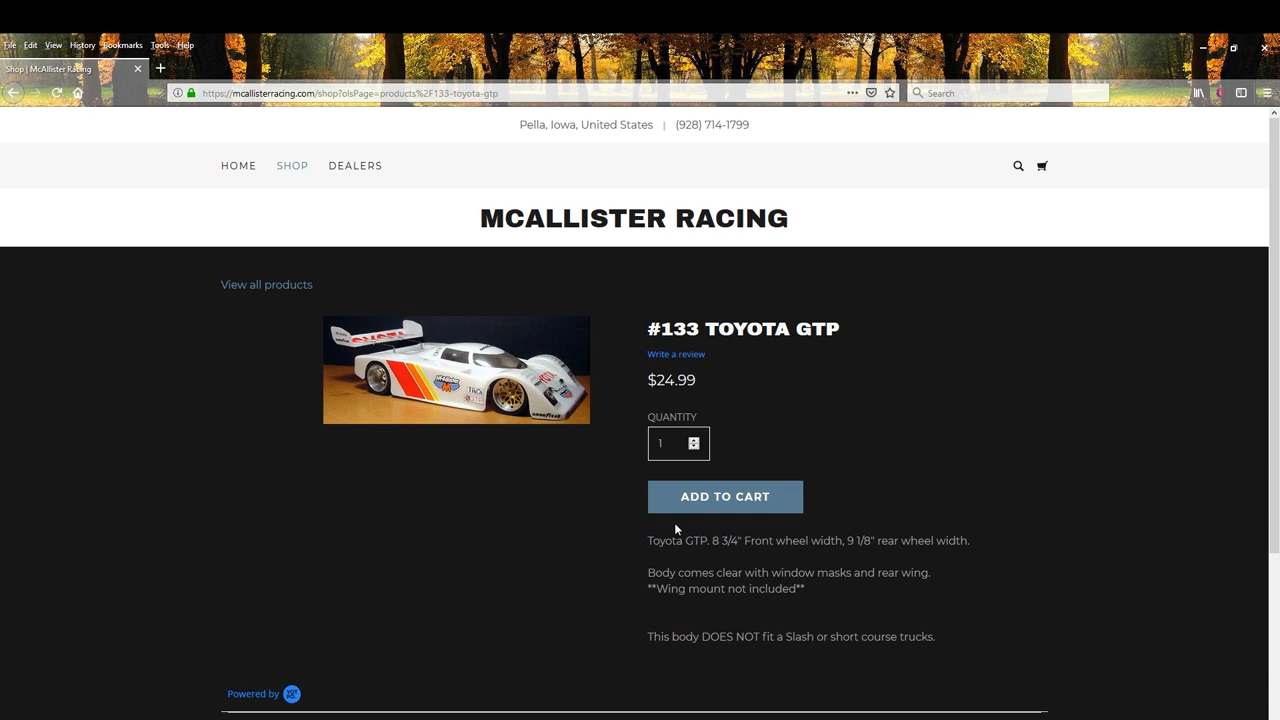 File Edit View History Bookmarks Tools Help
Shop | McAllister Racing
https://mcallisterracing.com/shop?olsPage=products%2F133-toyota-gtp
Search
Pella, Iowa, United States | (928) 714-1799
HOME SHOP DEALERS
MCALLISTER RACING
View all products
#133 TOYOTA GTP
Write a review
$24.99
QUANTITY
1
ADD TO CART
Toyota GTP. 8 3/4" Front wheel width, 9 1/8" rear wheel width.
Body comes clear with window masks and rear wing.
**Wing mount not included**
This body DOES NOT fit a Slash or short course trucks.
Powered by